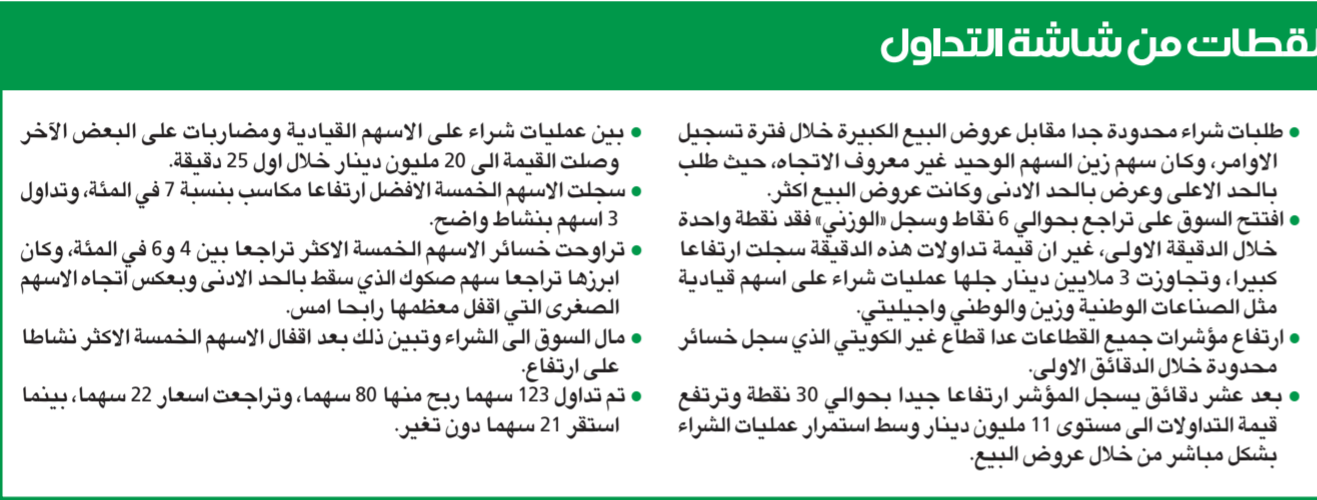 لقطات من شاشة التداول
• طلبات شراء محدودة جدا مقابل عروض البيع الكبيرة خلال فترة تسجيل
الاوامر، وكان سهم زين السهم الوحيد غير معروف الاتجاه، حيث طلب
بالحد الاعلى وعرض بالحد الادنى وكانت عروض البيع اكثر.
• افتتح السوق على تراجع بحوالي 6 نقاط وسجل «الوزني» فقد نقطة واحدة
خلال الدقيقة الاولى، غير ان قيمة تداولات هذه الدقيقة سجلت ارتفاعا
كبيرا، وتجاوزت 3 ملايين دينار جلها عمليات شراء على اسهم قيادية
مثل الصناعات الوطنية وزين والوطني واجيليتي.
• ارتفاع مؤشرات جميع القطاعات عدا قطاع غير الكويتي الذي سجل خسائر
محدودة خلال الدقائق الاولى.
• بعد عشر دقائق يسجل المؤشر ارتفاعا جيدا بحوالي 30 نقطة وترتفع
قيمة التداولات الى مستوى 11 مليون دينار وسط استمرار عمليات الشراء
بشكل مباشر من خلال عروض البيع.
• بين عمليات شراء على الاسهم القيادية ومضاربات على البعض الآخر
وصلت القيمة الى 20 مليون دينار خلال اول 25 دقيقة.
• سجلت الاسهم الخمسة الافضل ارتفاعا مكاسب بنسبة 7 في المئة، وتداول
3 اسهم بنشاط واضح.
• تراوحت خسائر الاسهم الخمسة الاكثر تراجعا بين 4 و6 في المئة، وكان
ابرزها تراجعا سهم صكوك الذي سقط بالحد الادنى وبعكس اتجاه الاسهم
الصغرى التي اقفل معظمها رابحا امس.
• مال السوق الى الشراء وتبين ذلك بعد اقفال الاسهم الخمسة الاكثر نشاطا
على ارتفاع.
• تم تداول 123 سهما ربح منها 80 سهما، وتراجعت اسعار 22 سهما، بينما
استقر 21 سهما دون تغير.